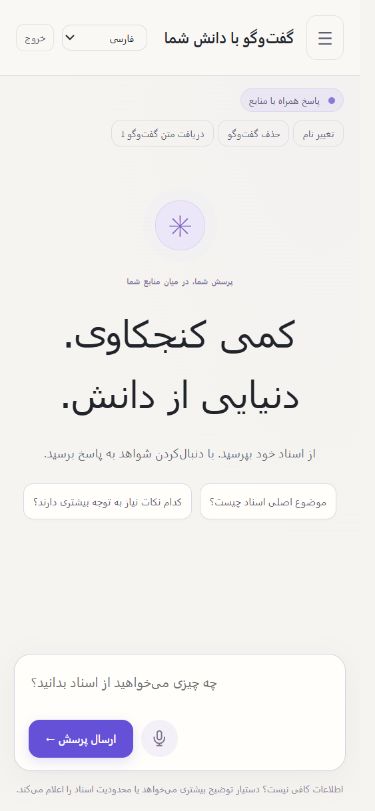 گفت‌وگو با دانش شما
فارسی
خروج
پاسخ همراه با منابع
تغییر نام
حذف گفت‌وگو
دریافت متن گفت‌وگو ↓
پرسش شما، در میان منابع شما
کمی کنجکاوی.
دنیایی از دانش.
از اسناد خود بپرسید. با دنبال‌کردن شواهد به پاسخ برسید.
موضوع اصلی اسناد چیست؟
کدام نکات نیاز به توجه بیشتری دارند؟
چه چیزی می‌خواهید از اسناد بدانید؟
ارسال پرسش ←
اطلاعات کافی نیست؟ دستیار توضیح بیشتری می‌خواهد یا محدودیت اسناد را اعلام می‌کند.